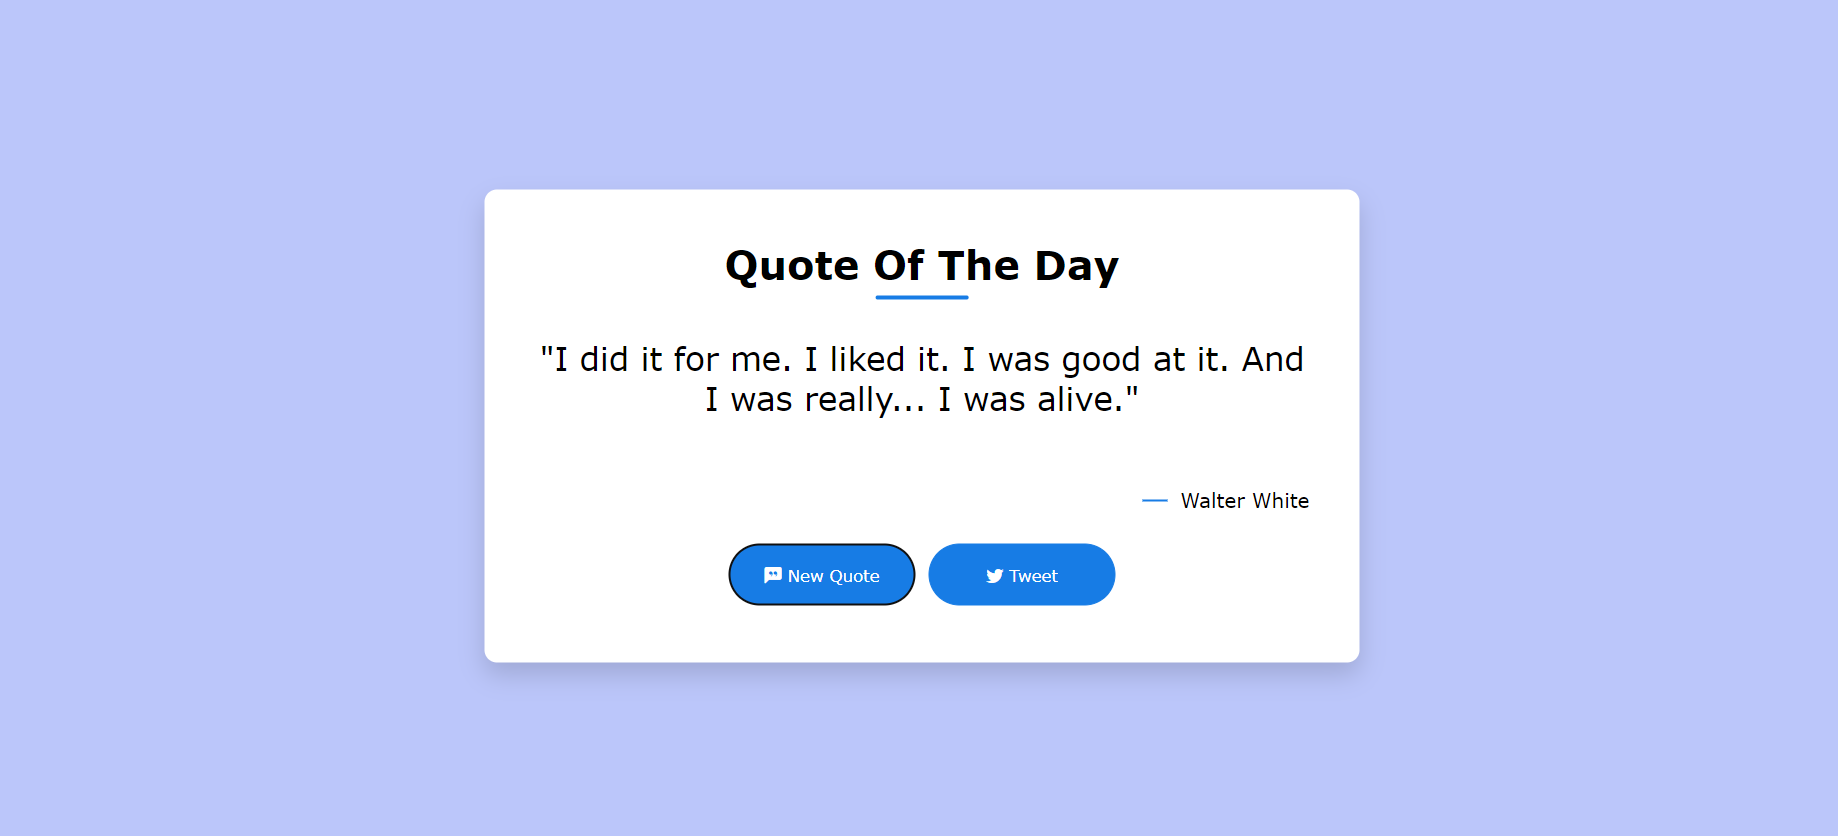 Quote Of The Day
"I did it for me. I liked it. I was good at it. And
I was really... I was alive."
— Walter White
New Quote
Tweet